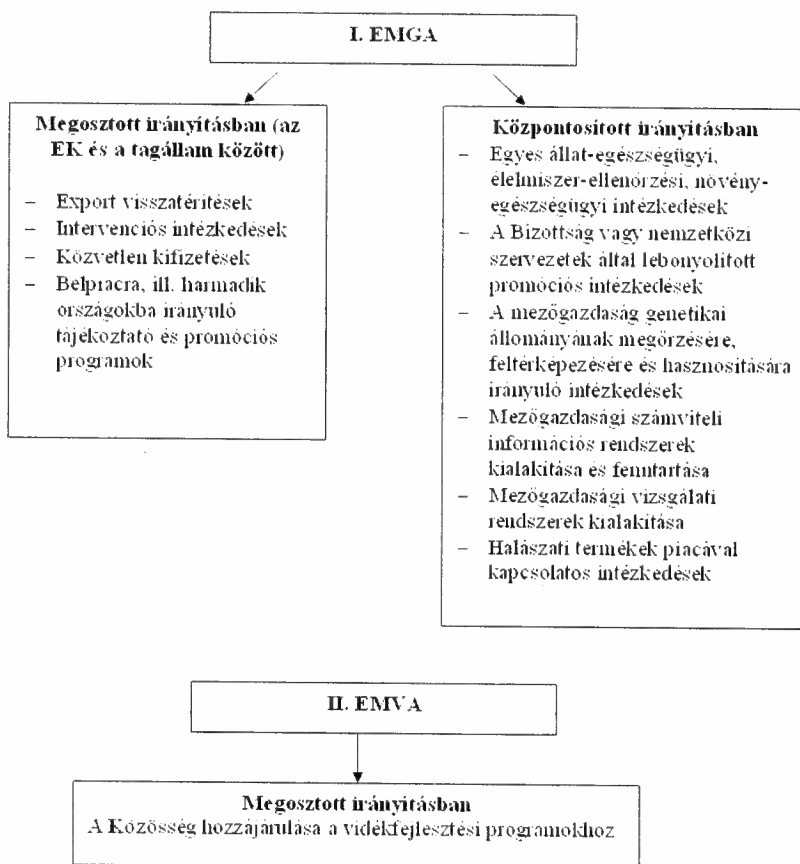 I. EMGA
Megosztott irányításban (az
EK és a tagállam között)
– Export visszatérítések
– Intervenciós intézkedések
– Közvetlen kifizetések
– Belpiacra, ill. harmadik
országokba irányuló
tájékoztató és promóciós
programok
Központosított irányításban
– Egyes állat-egészségügyi,
élelmiszer-ellenőrzési, növény-
egészségügyi intézkedések
– A Bizottság vagy nemzetközi
szervezetek által lebonyolított
promóciós intézkedések
– A mezőgazdaság genetikai
állományának megőrzésére,
feltérképezésére és hasznosítására
irányuló intézkedések
– Mezőgazdasági számviteli
információs rendszerek
kialakítása és fenntartása
– Mezőgazdasági vizsgálati
rendszerek kialakítása
– Halászati termékek piacával
kapcsolatos intézkedések
II. EMVA
Megosztott irányításban
A Közösség hozzájárulása a vidékfejlesztési programokhoz